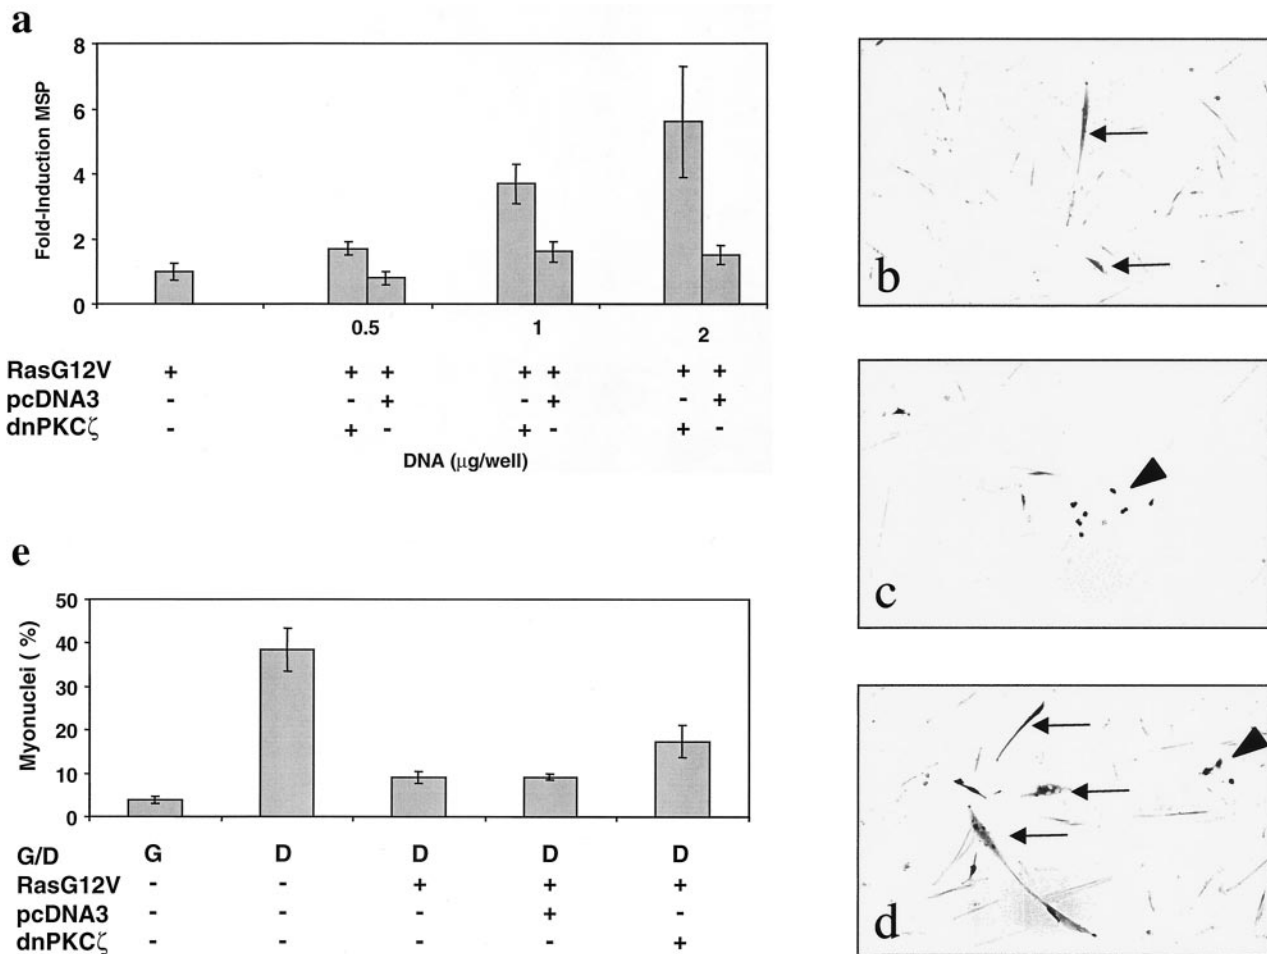 a
Fold-Induction MSP
8
6
4
2
0
0.5 1 2
RasG12V + + + + + + +
pcDNA3 - - + - + - +
dnPKCζ - + - + - + -
DNA (μg/well)
b
c
d
e
Myonuclei (%)
50
40
30
20
10
0
G/D G D D D D
RasG12V - - + + +
pcDNA3 - - - + -
dnPKCζ - - - - +